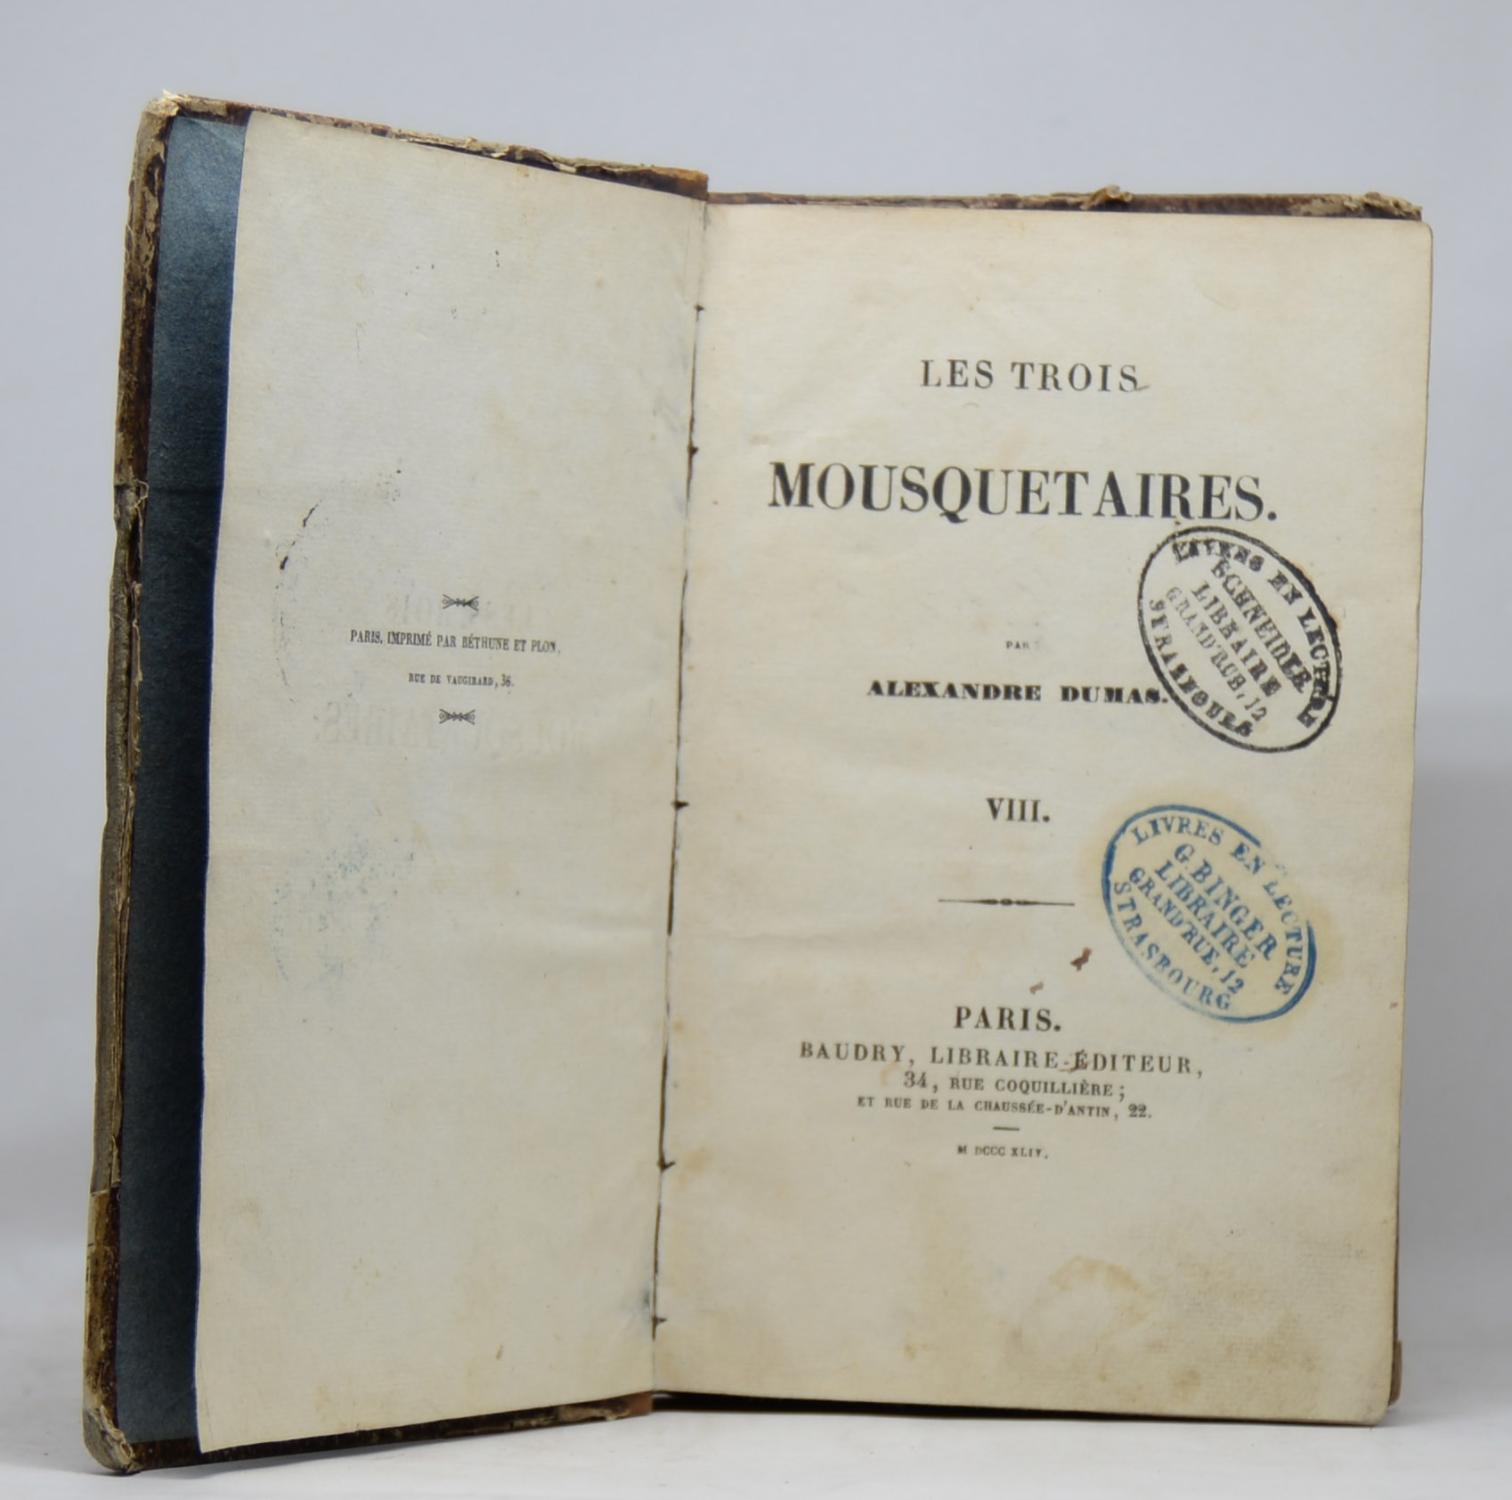 PARIS, IMPRIMÉ PAR BÉTHUNE ET PLON,
RUE DE VAUGIRARD, 36.
LES TROIS
MOUSQUETAIRES.
PAR
ALEXANDRE DUMAS.
VIII.
PARIS.
BAUDRY, LIBRAIRE-ÉDITEUR,
34, RUE COQUILLIÈRE;
ET RUE DE LA CHAUSSÉE-D'ANTIN, 22.
M DCCC XLIV.
LIVRES EN LECTURE
SCHNEIDER
LIBRAIRE
GRAND'RUE, 12
STRASBOURG
LIVRES EN LECTURE
G. BINGER
LIBRAIRE
GRAND'RUE, 12
STRASBOURG